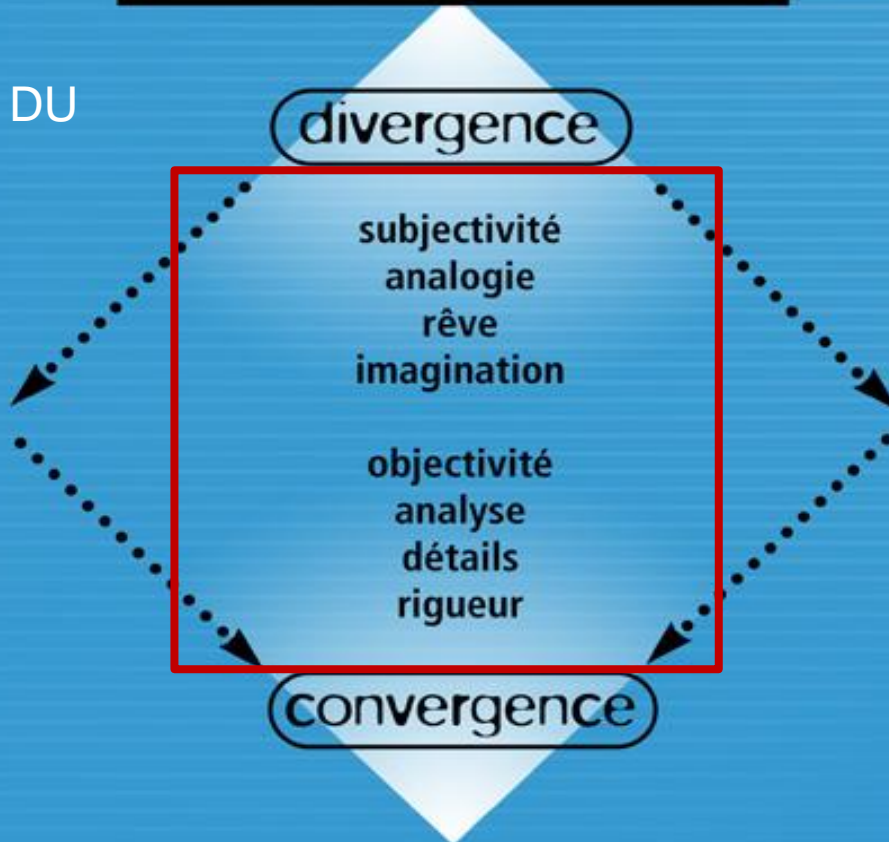 DU
divergence
subjectivité
analogie
rêve
imagination
objectivité
analyse
détails
rigueur
convergence